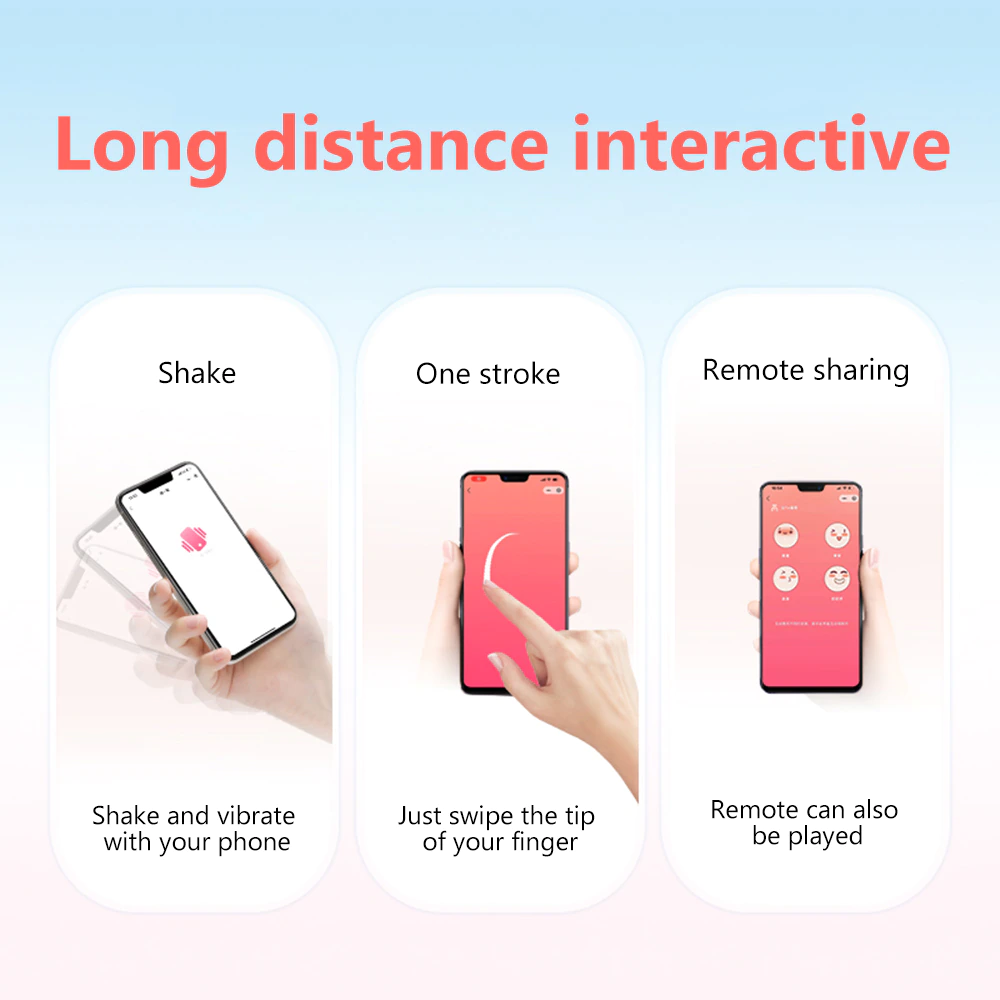 Long distance interactive
Shake
One stroke
Remote sharing
Shake and vibrate
with your phone
Just swipe the tip
of your finger
Remote can also
be played